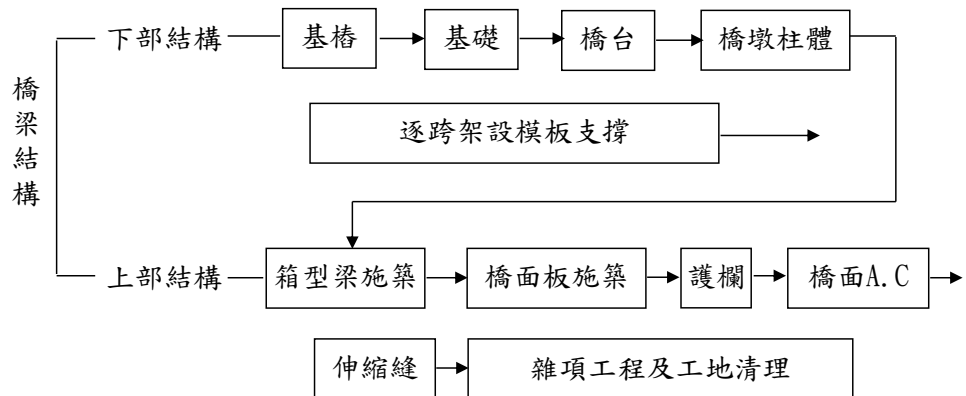 橋梁結構
下部結構
基樁
基礎
橋台
橋墩柱體
逐跨架設模板支撐
上部結構
箱型梁施築
橋面板施築
護欄
橋面A.C
伸縮縫
雜項工程及工地清理